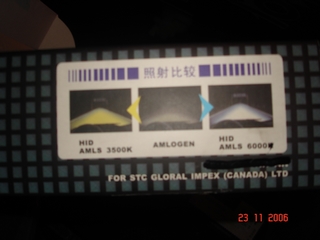 照射比较
HID
AMLS 3500K
AMLOGEN
HID
AMLS 6000K
FOR STC GLORAL IMPEX (CANADA) LTD
23 11 2006